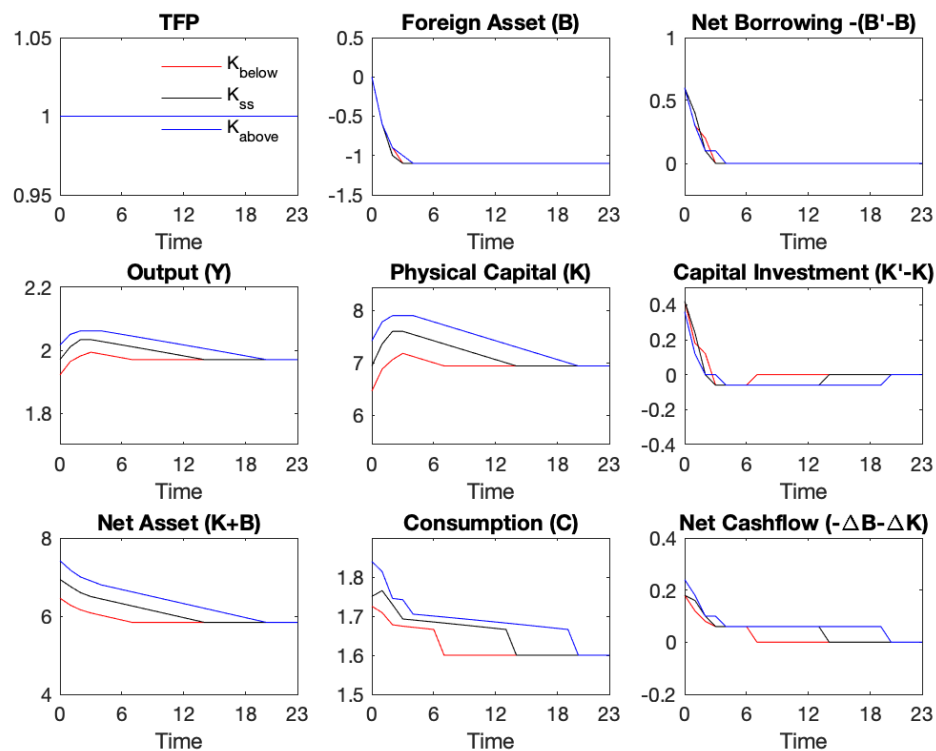 TFP
1.05
1
0.95
K_below
K_ss
K_above
0 6 12 18 23
Time
Foreign Asset (B)
0.5
0
-0.5
-1
-1.5
0 6 12 18 23
Time
Net Borrowing -(B'-B)
1
0.5
0
0 6 12 18 23
Time
Output (Y)
2.2
2
1.8
0 6 12 18 23
Time
Physical Capital (K)
8
7
6
0 6 12 18 23
Time
Capital Investment (K'-K)
0.4
0.2
0
-0.2
-0.4
0 6 12 18 23
Time
Net Asset (K+B)
8
6
4
0 6 12 18 23
Time
Consumption (C)
1.8
1.7
1.6
1.5
0 6 12 18 23
Time
Net Cashflow (-△B-△K)
0.4
0.2
0
-0.2
0 6 12 18 23
Time